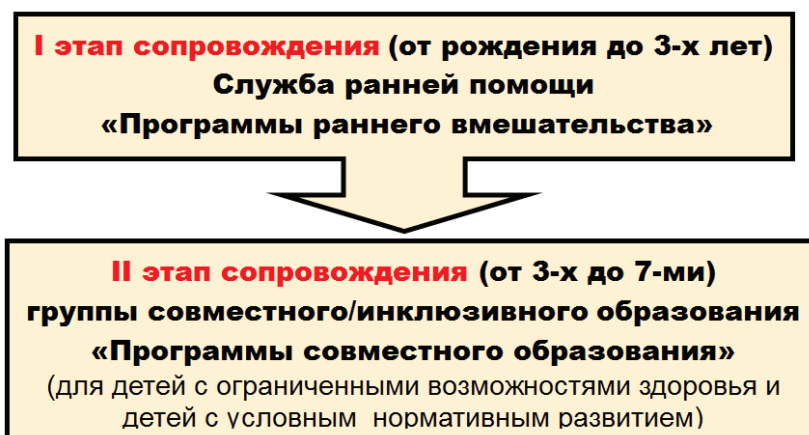 I этап сопровождения (от рождения до 3-х лет)
Служба ранней помощи
«Программы раннего вмешательства»
II этап сопровождения (от 3-х до 7-ми)
группы совместного/инклюзивного образования
«Программы совместного образования»
(для детей с ограниченными возможностями здоровья и
детей с условным нормативным развитием)